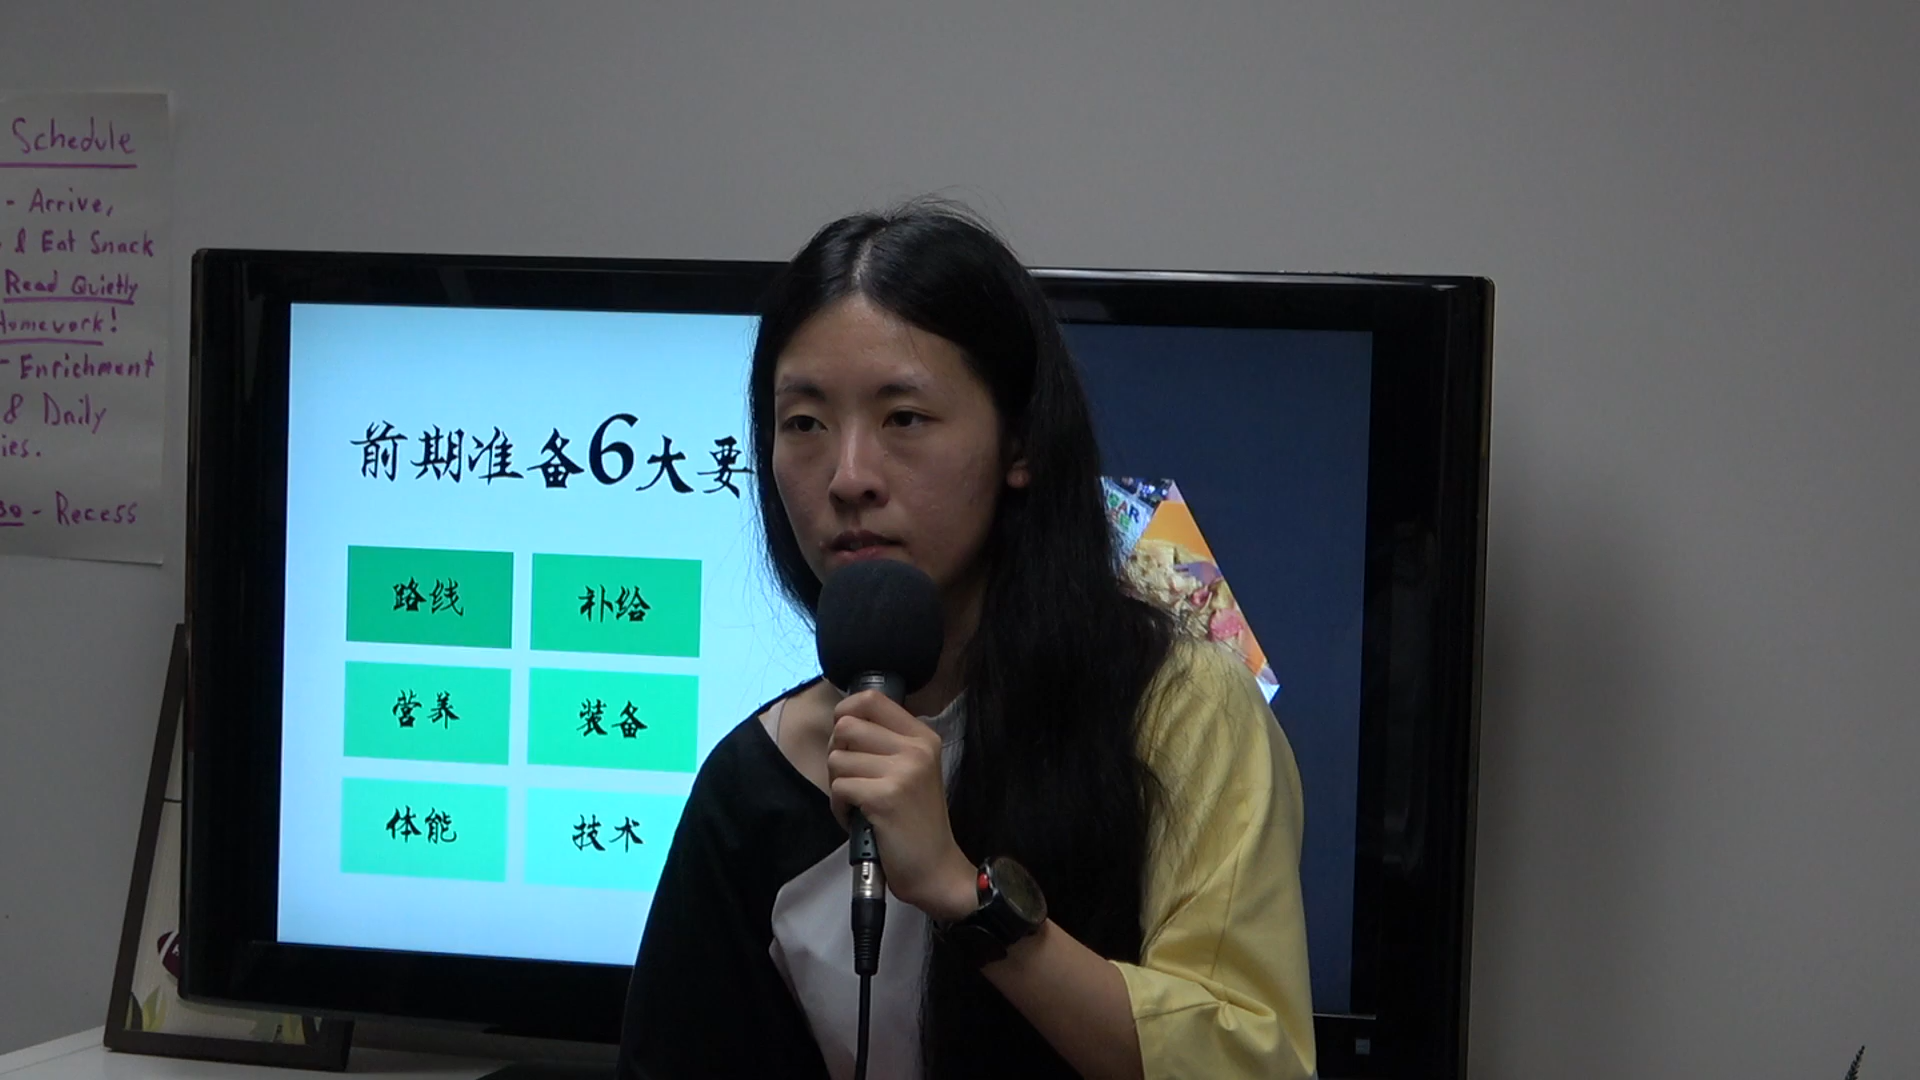 Schedule
- Arrive,
& Eat Snack
Read Quietly
Homework!
- Enrichment
& Daily
ies.
30 - Recess
前期准备6大要
路线 补给
营养 装备
体能 技术